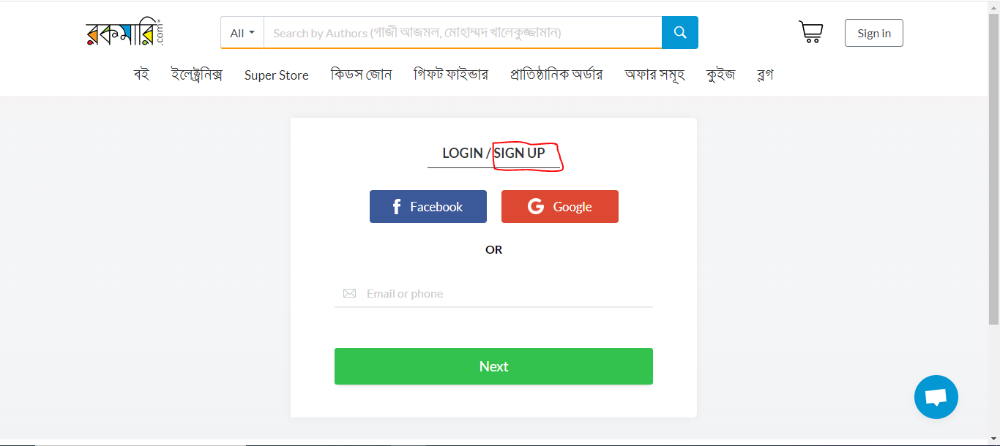 রকমারি.com
All Search by Authors (গাজী আজমল, মোহাম্মদ খালেকুজ্জামান) Sign in
বই ইলেক্ট্রনিক্স Super Store কিডস জোন গিফট ফাইন্ডার প্রাতিষ্ঠানিক অর্ডার অফার সমূহ কুইজ ব্লগ
LOGIN / SIGN UP
Facebook Google
OR
Email or phone
Next